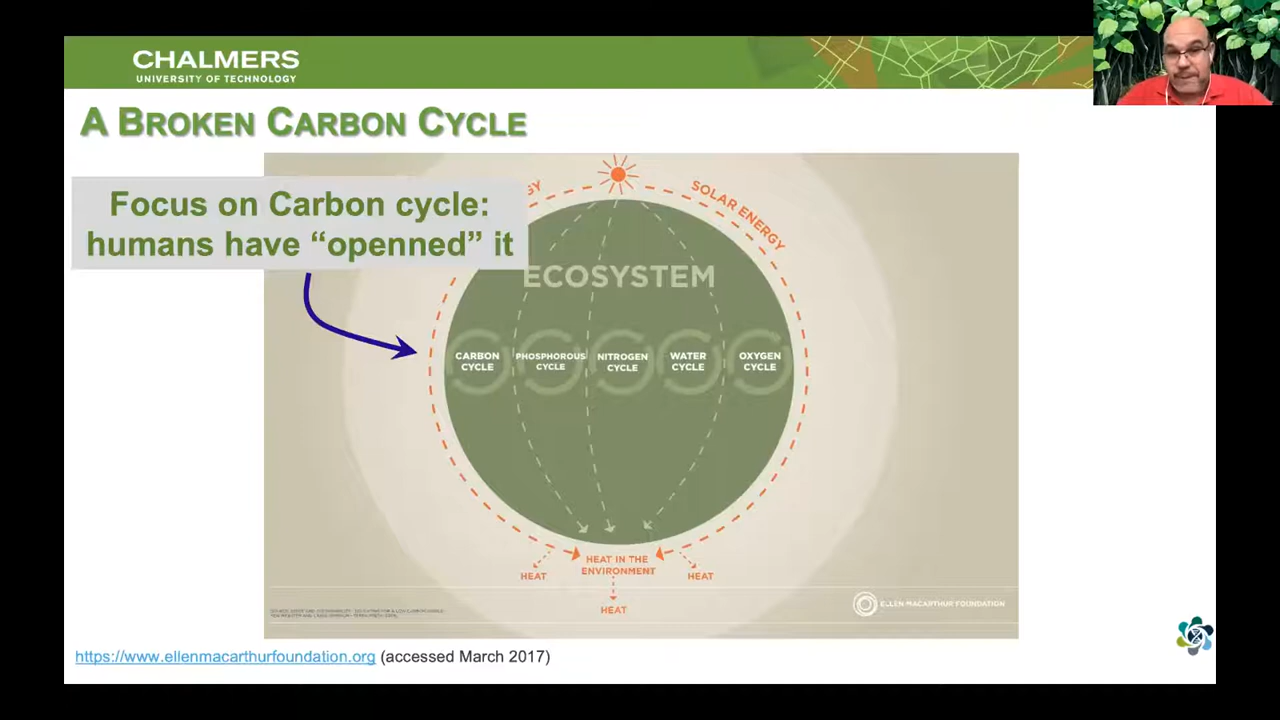 CHALMERS
UNIVERSITY OF TECHNOLOGY
A BROKEN CARBON CYCLE
Focus on Carbon cycle:
humans have “openned” it
SOLAR ENERGY
ECOSYSTEM
CARBON
CYCLE
PHOSPHOROUS
CYCLE
NITROGEN
CYCLE
WATER
CYCLE
OXYGEN
CYCLE
HEAT IN THE
ENVIRONMENT
HEAT
HEAT
HEAT
ELLEN MACARTHUR FOUNDATION
https://www.ellenmacarthurfoundation.org (accessed March 2017)